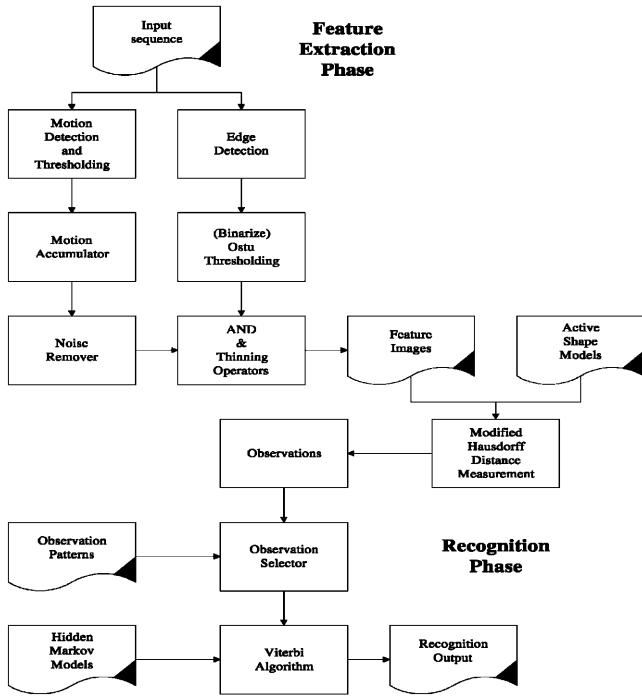 Input
sequence
Feature
Extraction
Phase
Motion
Detection
and
Thresholding
Edge
Detection
Motion
Accumulator
(Binarize)
Ostu
Thresholding
Noise
Remover
AND
&
Thinning
Operators
Feature
Images
Active
Shape
Models
Observations
Modified
Hausdorff
Distance
Measurement
Observation
Patterns
Observation
Selector
Recognition
Phase
Hidden
Markov
Models
Viterbi
Algorithm
Recognition
Output